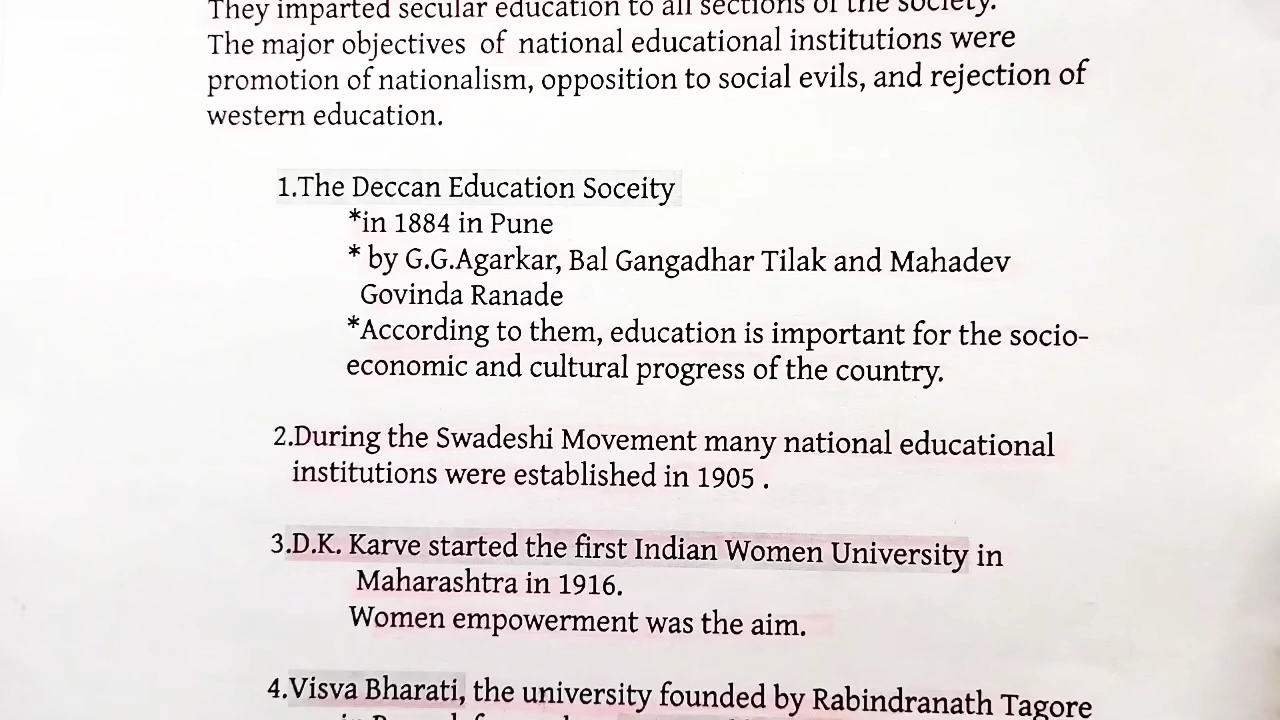 They imparted secular education to all sections of the society.
The major objectives of national educational institutions were
promotion of nationalism, opposition to social evils, and rejection of
western education.
1.The Deccan Education Soceity
*in 1884 in Pune
* by G.G.Agarkar, Bal Gangadhar Tilak and Mahadev
Govinda Ranade
*According to them, education is important for the socio-
economic and cultural progress of the country.
2.During the Swadeshi Movement many national educational
institutions were established in 1905 .
3.D.K. Karve started the first Indian Women University in
Maharashtra in 1916.
Women empowerment was the aim.
4.Visva Bharati, the university founded by Rabindranath Tagore
in